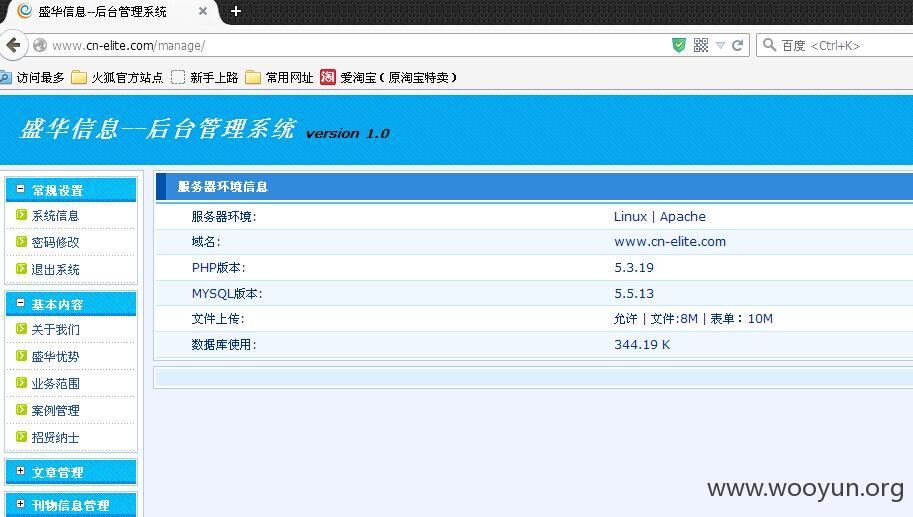 盛华信息--后台管理系统
www.cn-elite.com/manage/
百度 <Ctrl+K>
访问最多 火狐官方站点 新手上路 常用网址 淘 爱淘宝（原淘宝特卖）
盛华信息--后台管理系统 version 1.0
常规设置
系统信息
密码修改
退出系统
基本内容
关于我们
盛华优势
业务范围
案例管理
招贤纳士
文章管理
刊物信息管理
服务器环境信息
服务器环境: Linux | Apache
域名: www.cn-elite.com
PHP版本: 5.3.19
MYSQL版本: 5.5.13
文件上传: 允许 | 文件:8M | 表单：10M
数据库使用: 344.19 K
www.wooyun.org